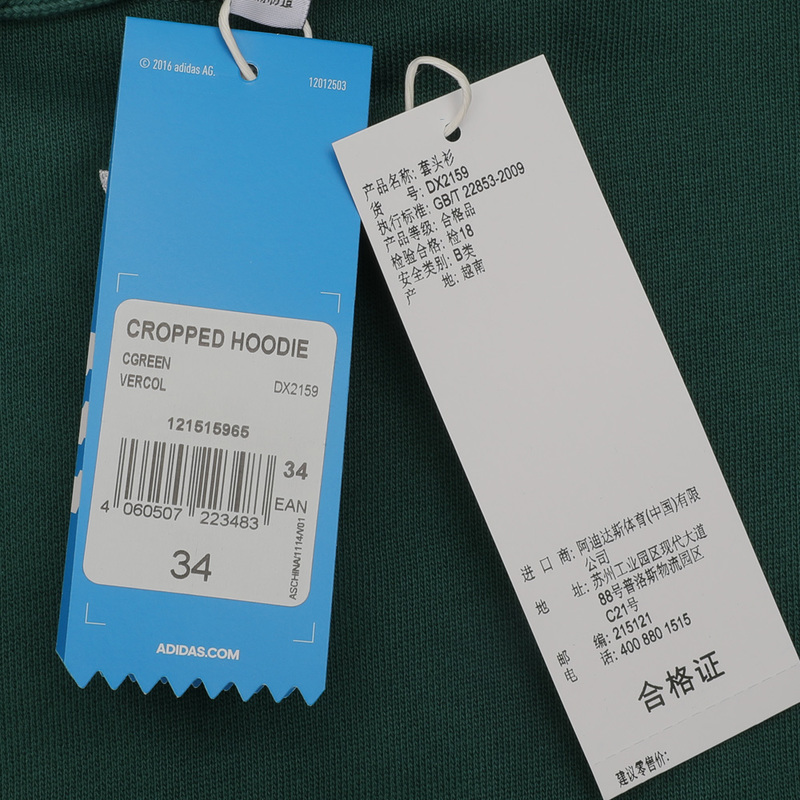 © 2016 adidas AG.
12012503
CROPPED HOODIE
CGREEN
VERCOL
DX2159
121515965
34
4 060507 223483
EAN
ASCHINA/1114/V01
34
ADIDAS.COM
产品名称: 套头衫
货 号: DX2159
执行标准: GB/T 22853-2009
产品等级: 合格品
检验合格: 检18
安全类别: B类
产 地: 越南
进 口 商: 阿迪达斯体育(中国)有限
公司
地 址: 苏州工业园区现代大道
88号普洛斯物流园区
C21号
邮 编: 215121
电 话: 400 880 1515
合格证
建议零售价: